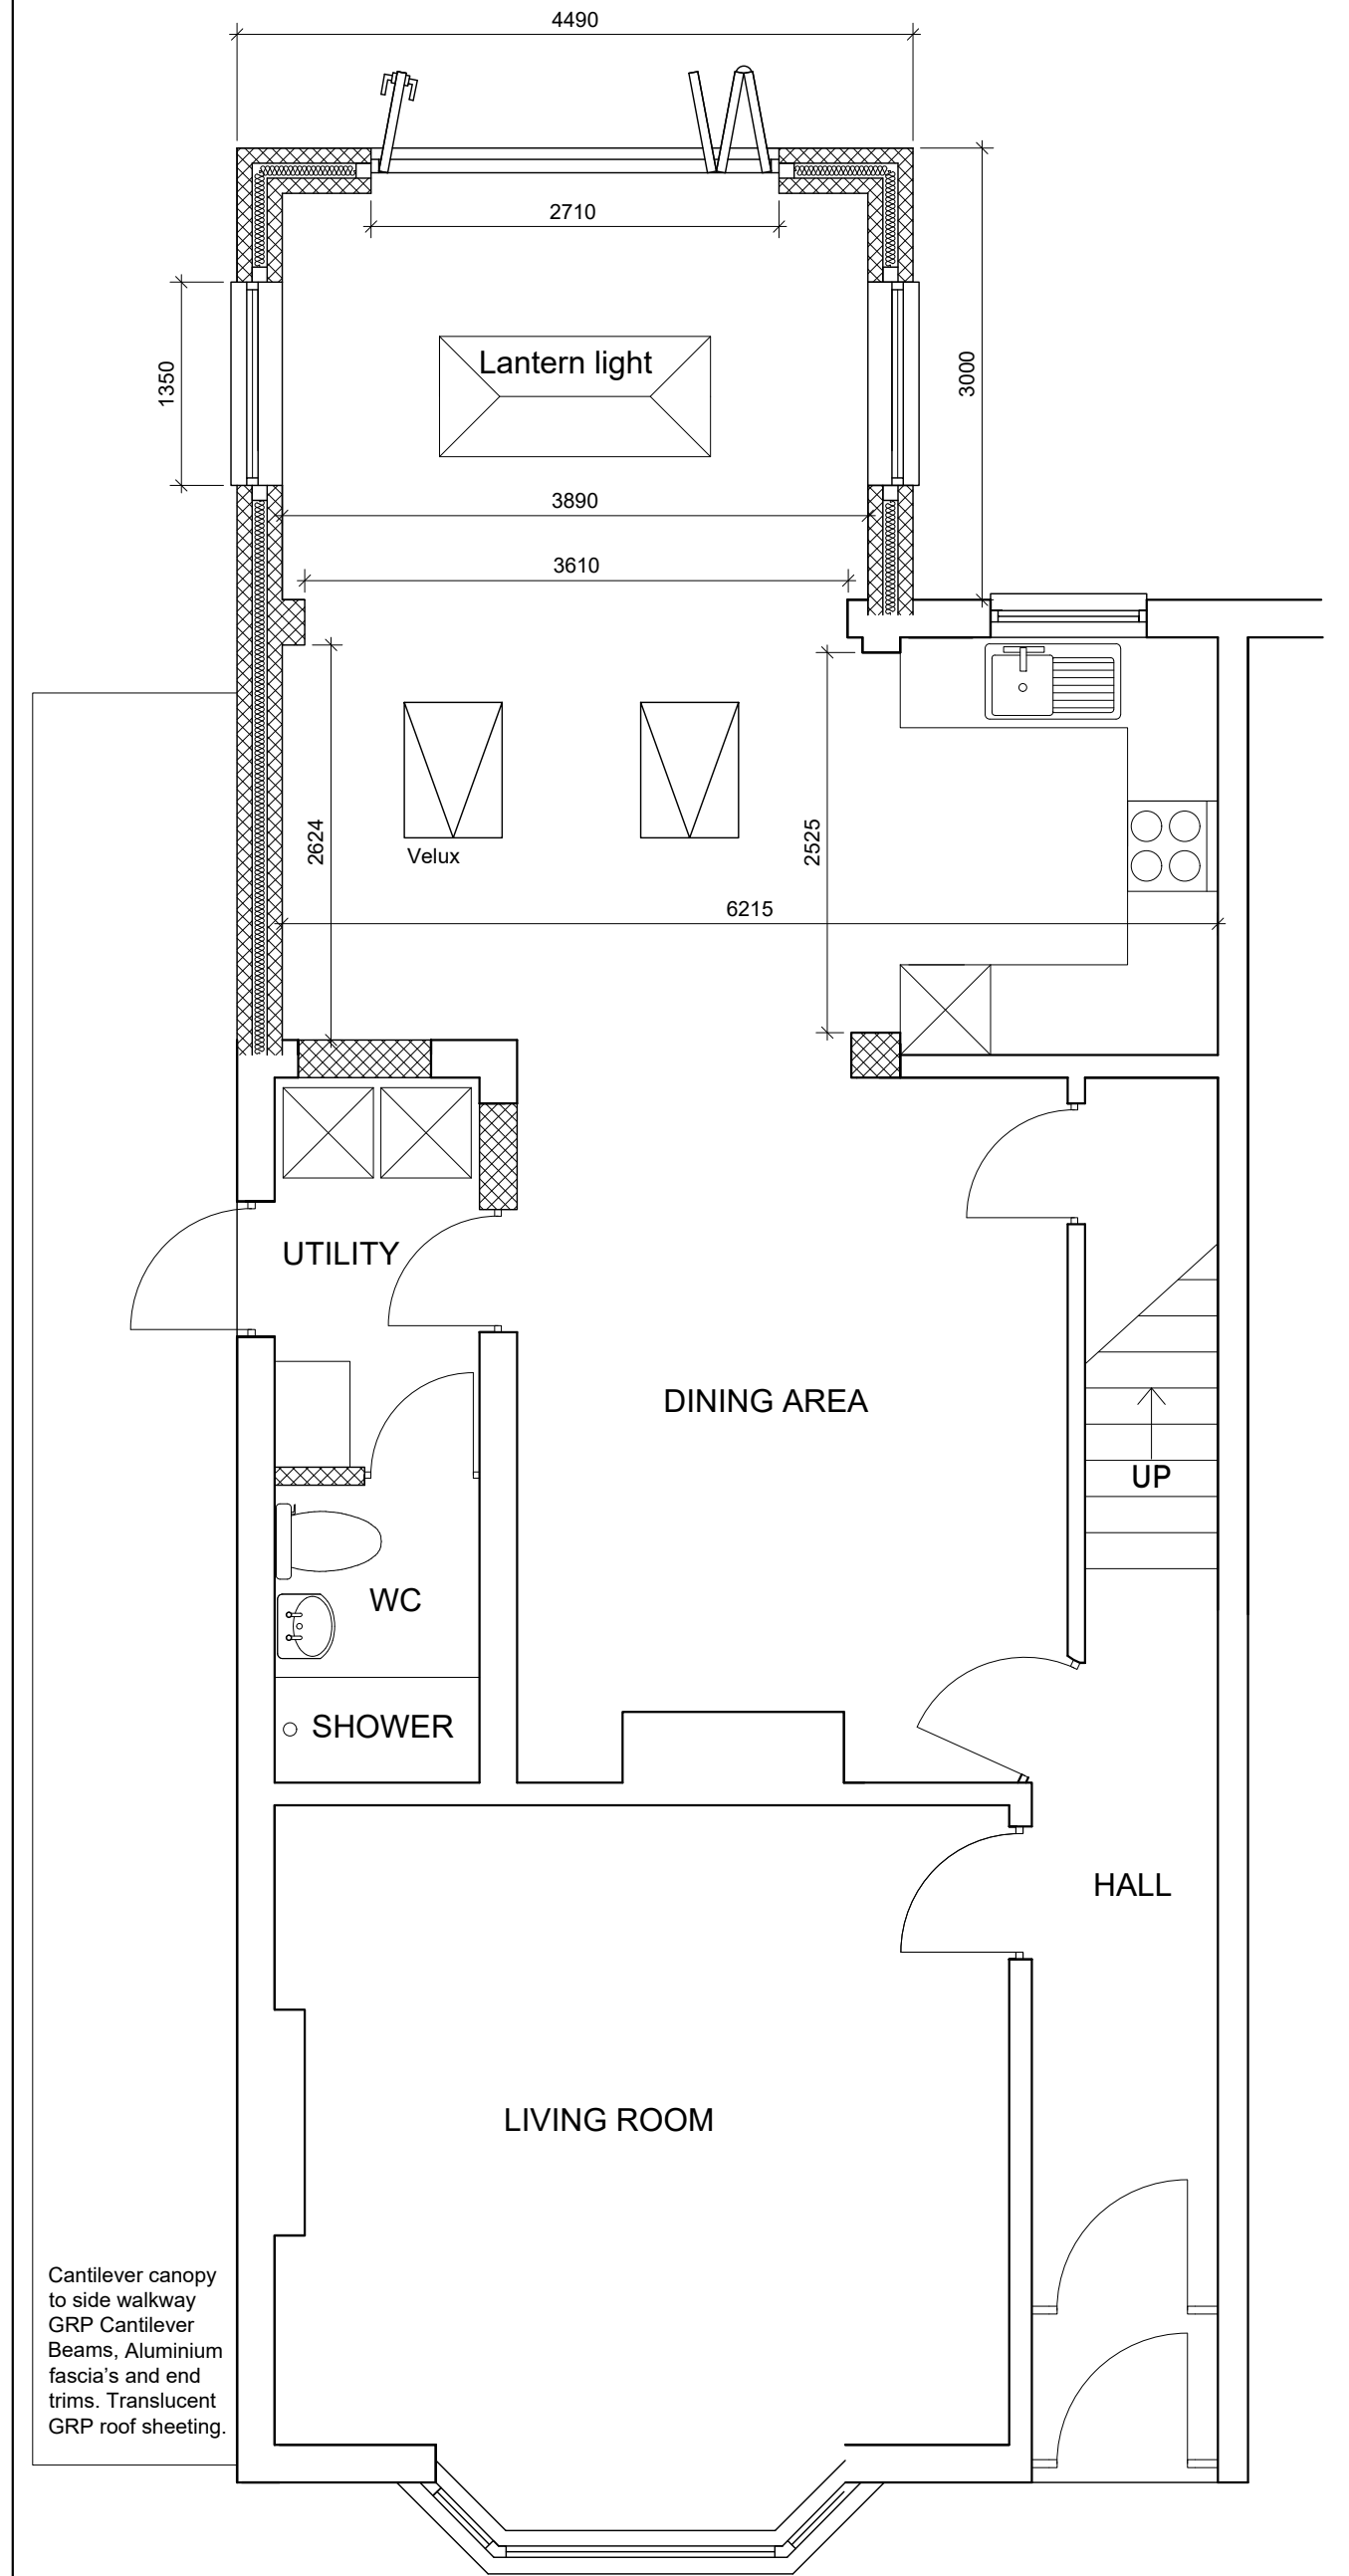 4490
2710
Lantern light
1350
3000
3890
3610
2624
2525
Velux
6215
UTILITY
DINING AREA
UP
WC
SHOWER
HALL
LIVING ROOM
Cantilever canopy
to side walkway
GRP Cantilever
Beams, Aluminium
fascia's and end
trims. Translucent
GRP roof sheeting.